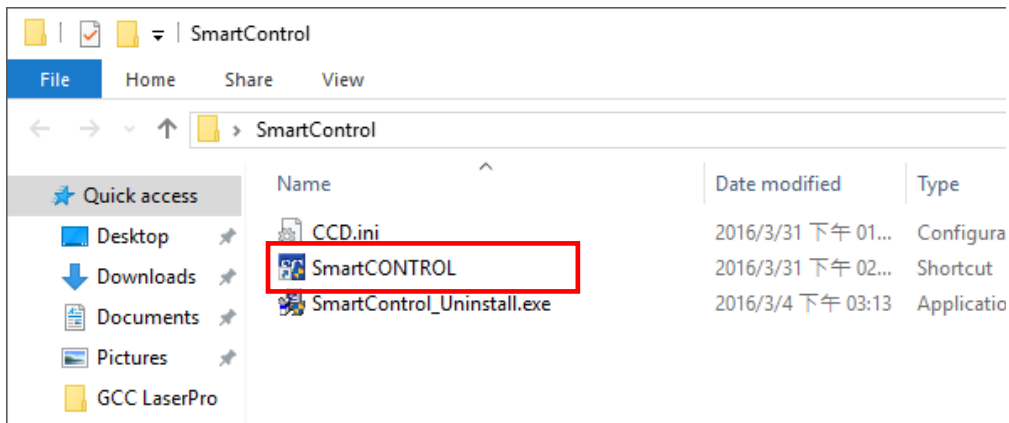 SmartControl
File Home Share View
SmartControl
Name Date modified Type
Quick access
Desktop
Downloads
Documents
Pictures
GCC LaserPro
CCD.ini 2016/3/31 下午 01... Configura
SmartCONTROL 2016/3/31 下午 02... Shortcut
SmartControl_Uninstall.exe 2016/3/4 下午 03:13 Applicatio